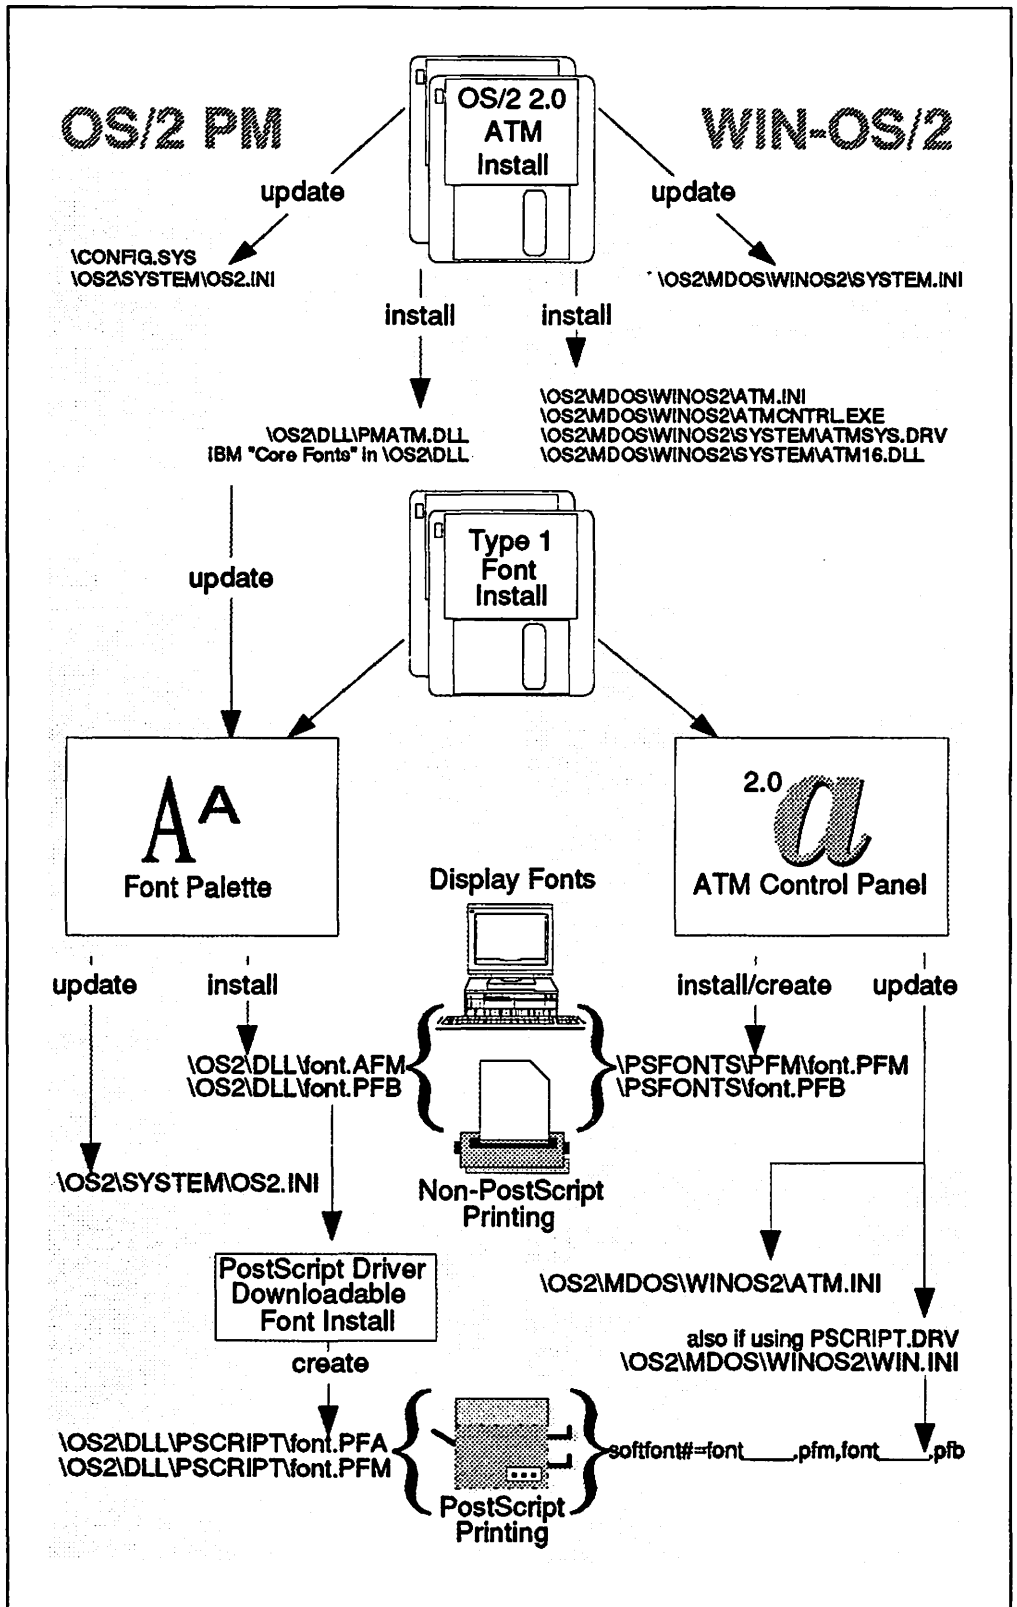 OS/2 PM
OS/2 2.0
ATM
Install
WIN-OS/2
update
update
\CONFIG.SYS
\OS2\SYSTEM\OS2.INI
\OS2\MDOS\WINOS2\SYSTEM.INI
install
install
\OS2\DLL\PMATM.DLL
IBM "Core Fonts" in \OS2\DLL
\OS2\MDOS\WINOS2\ATM.INI
\OS2\MDOS\WINOS2\ATMCNTRL.EXE
\OS2\MDOS\WINOS2\SYSTEM\ATMSYS.DRV
\OS2\MDOS\WINOS2\SYSTEM\ATM16.DLL
Type 1
Font
Install
update
AA
Font Palette
2.0 a
ATM Control Panel
Display Fonts
update
install
install/create
update
\OS2\DLL\font.AFM
\OS2\DLL\font.PFB
\PSFONTS\PFM\font.PFM
\PSFONTS\font.PFB
\OS2\SYSTEM\OS2.INI
Non-PostScript
Printing
PostScript Driver
Downloadable
Font Install
\OS2\MDOS\WINOS2\ATM.INI
also if using PSCRIPT.DRV
\OS2\MDOS\WINOS2\WIN.INI
create
\OS2\DLL\PSCRIPT\font.PFA
\OS2\DLL\PSCRIPT\font.PFM
softfont#=font____.pfm,font____.pfb
PostScript
Printing